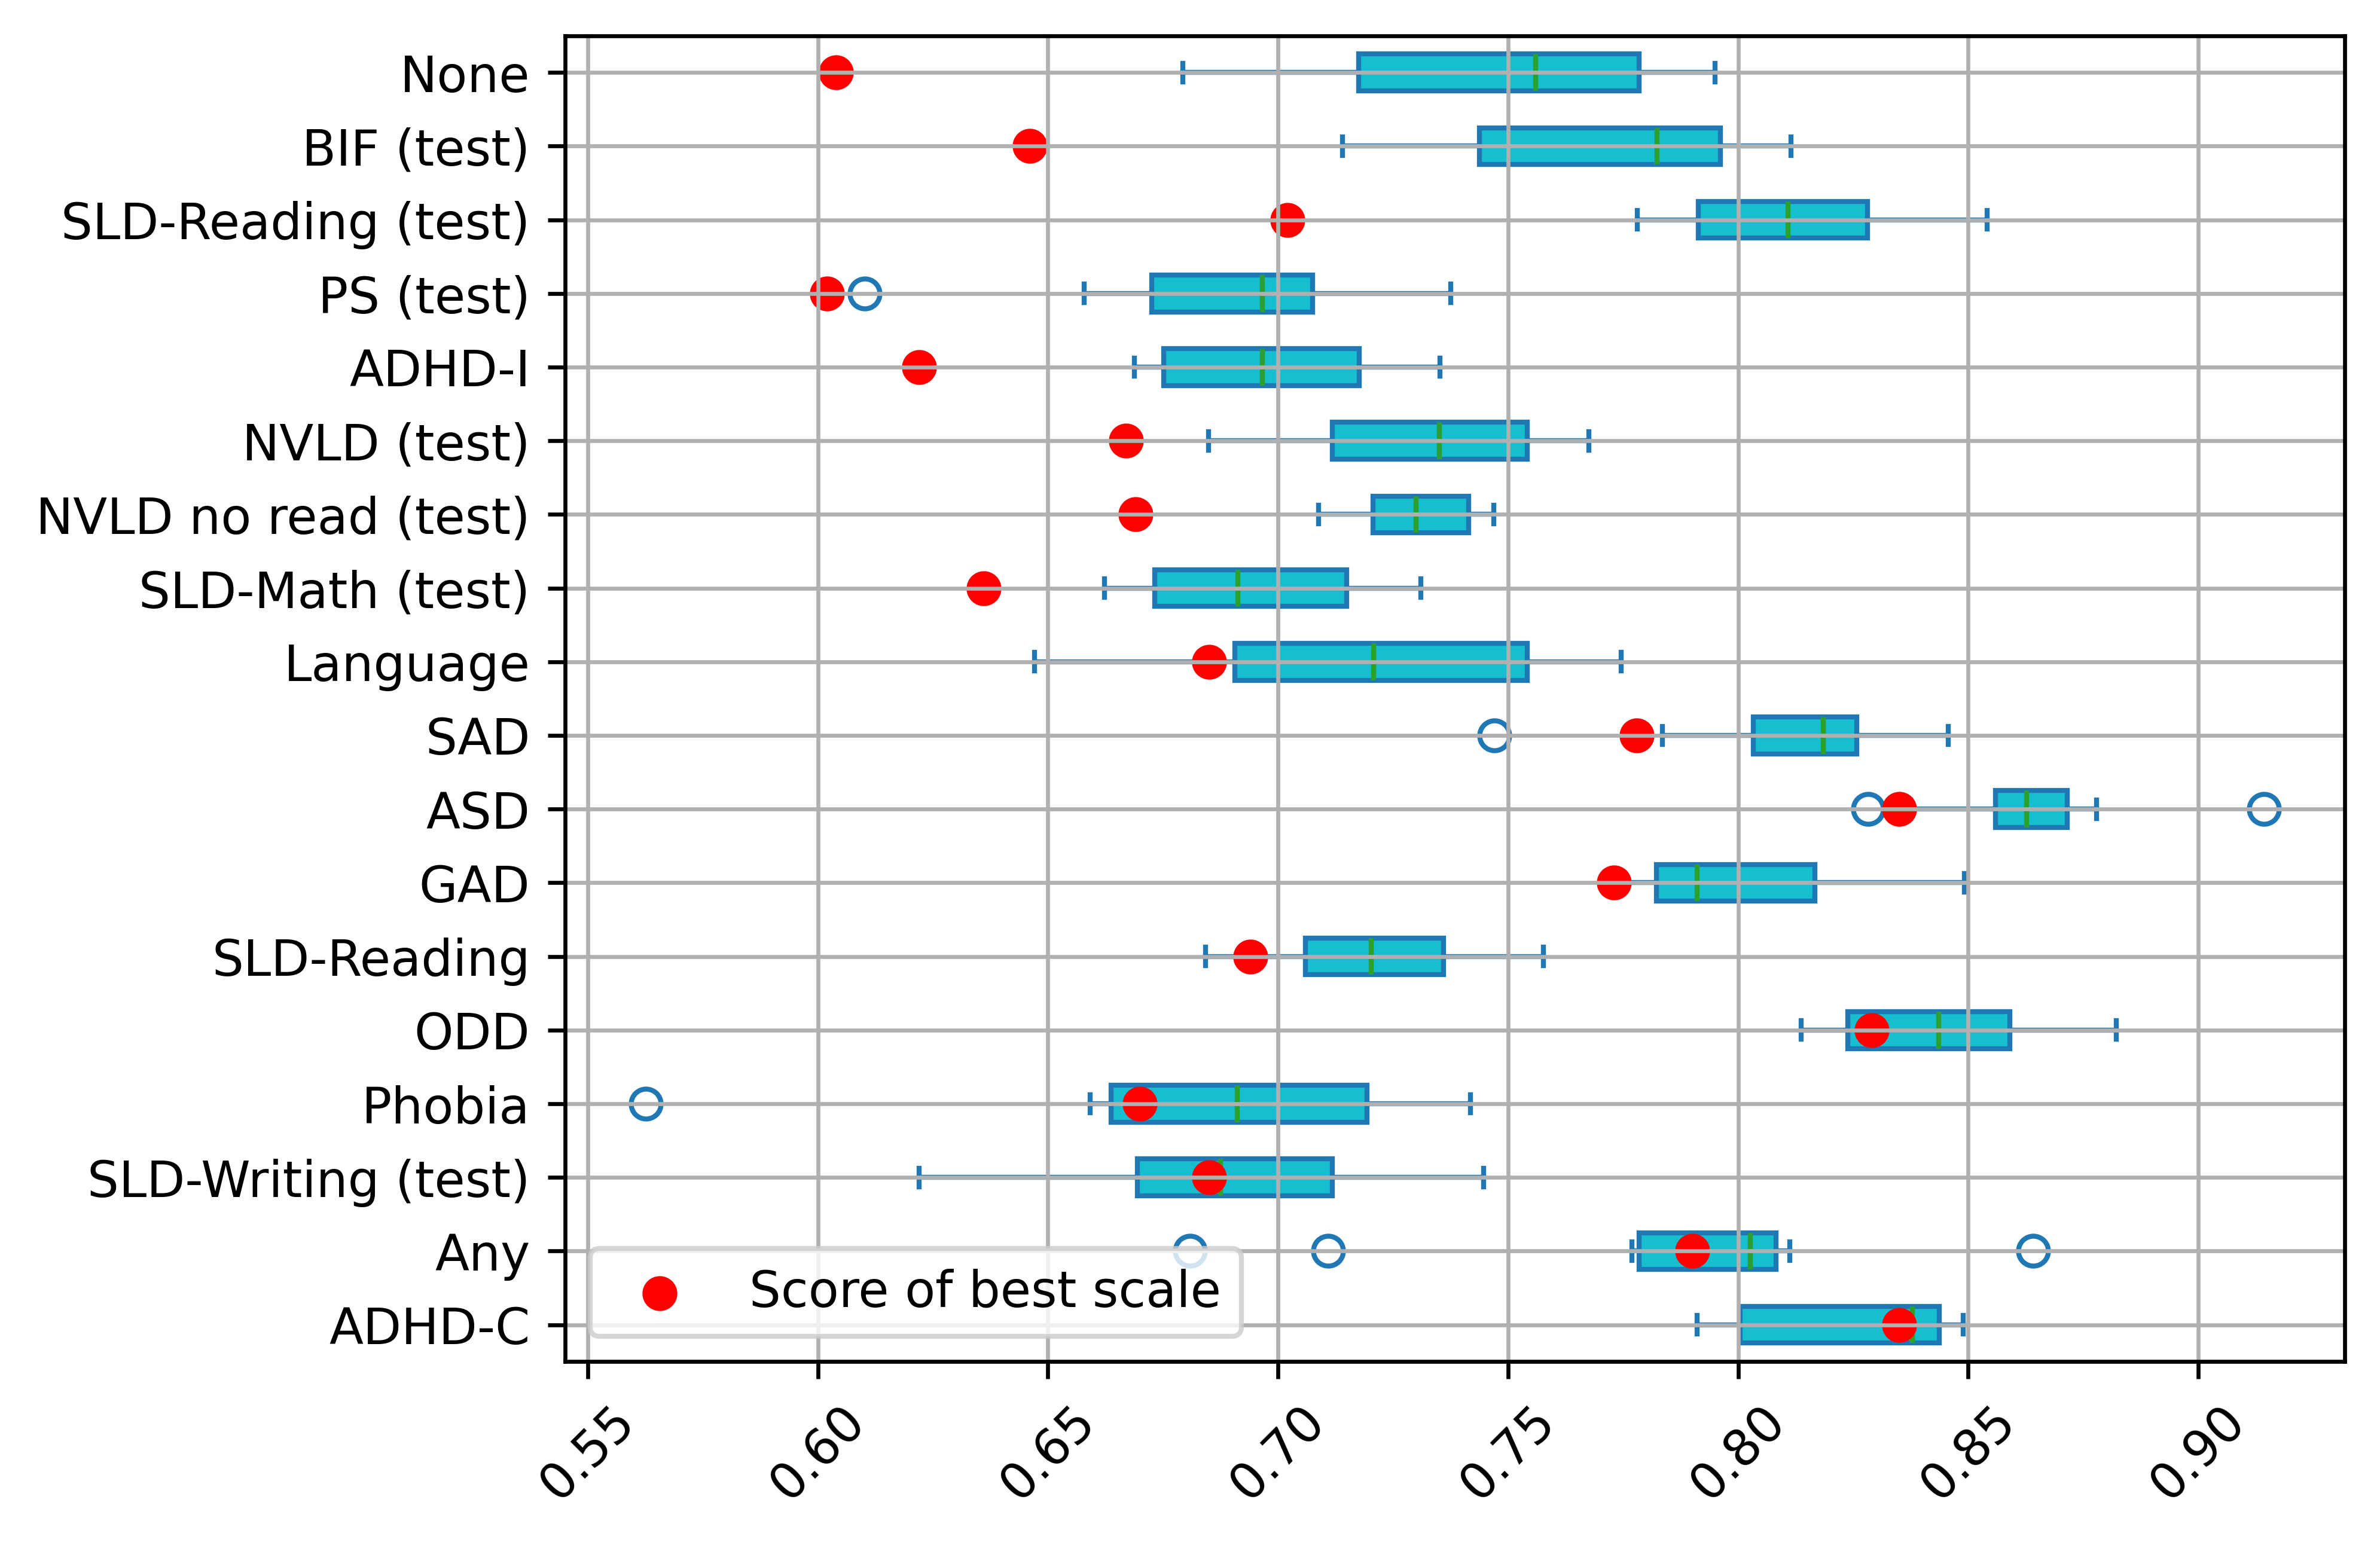 None
BIF (test)
SLD-Reading (test)
PS (test)
ADHD-I
NVLD (test)
NVLD no read (test)
SLD-Math (test)
Language
SAD
ASD
GAD
SLD-Reading
ODD
Phobia
SLD-Writing (test)
Any
ADHD-C
Score of best scale
0.55
0.60
0.65
0.70
0.75
0.80
0.85
0.90